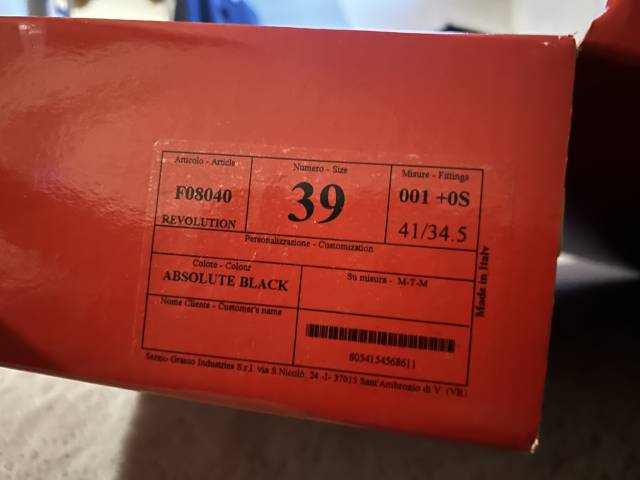 Articolo - Article
F08040
REVOLUTION
Numero - Size
39
Misure - Fittings
001 +0S
41/34.5
Personalizzazione - Customization
Colore - Colour
ABSOLUTE BLACK
Su misura - M-T-M
Nome Cliente - Customer's name
8054154568611
Made in Italy
Sergio Grasso Industries S.r.l via S.Nicolò, 24 -I- 37015 Sant'Ambrogio di V. (VR)